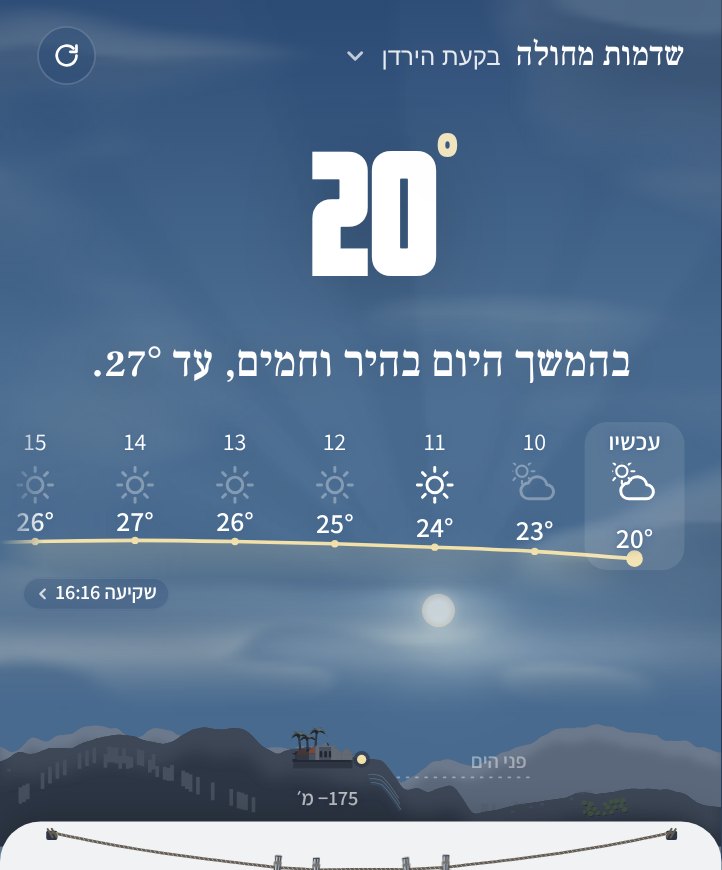 שדמות מחולה בקעת הירדן
20°
בהמשך היום בהיר וחמים, עד 27°.
עכשיו 10 11 12 13 14 15
20° 23° 24° 25° 26° 27° 26°
שקיעה 16:16
פני הים
−175 מ׳